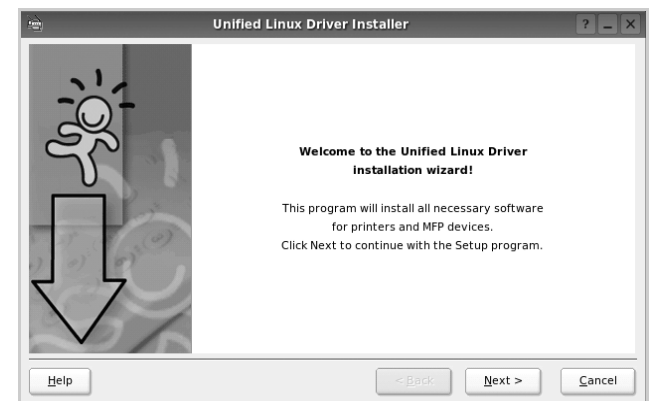 Unified Linux Driver Installer
Welcome to the Unified Linux Driver
installation wizard!
This program will install all necessary software
for printers and MFP devices.
Click Next to continue with the Setup program.
Help
< Back
Next >
Cancel